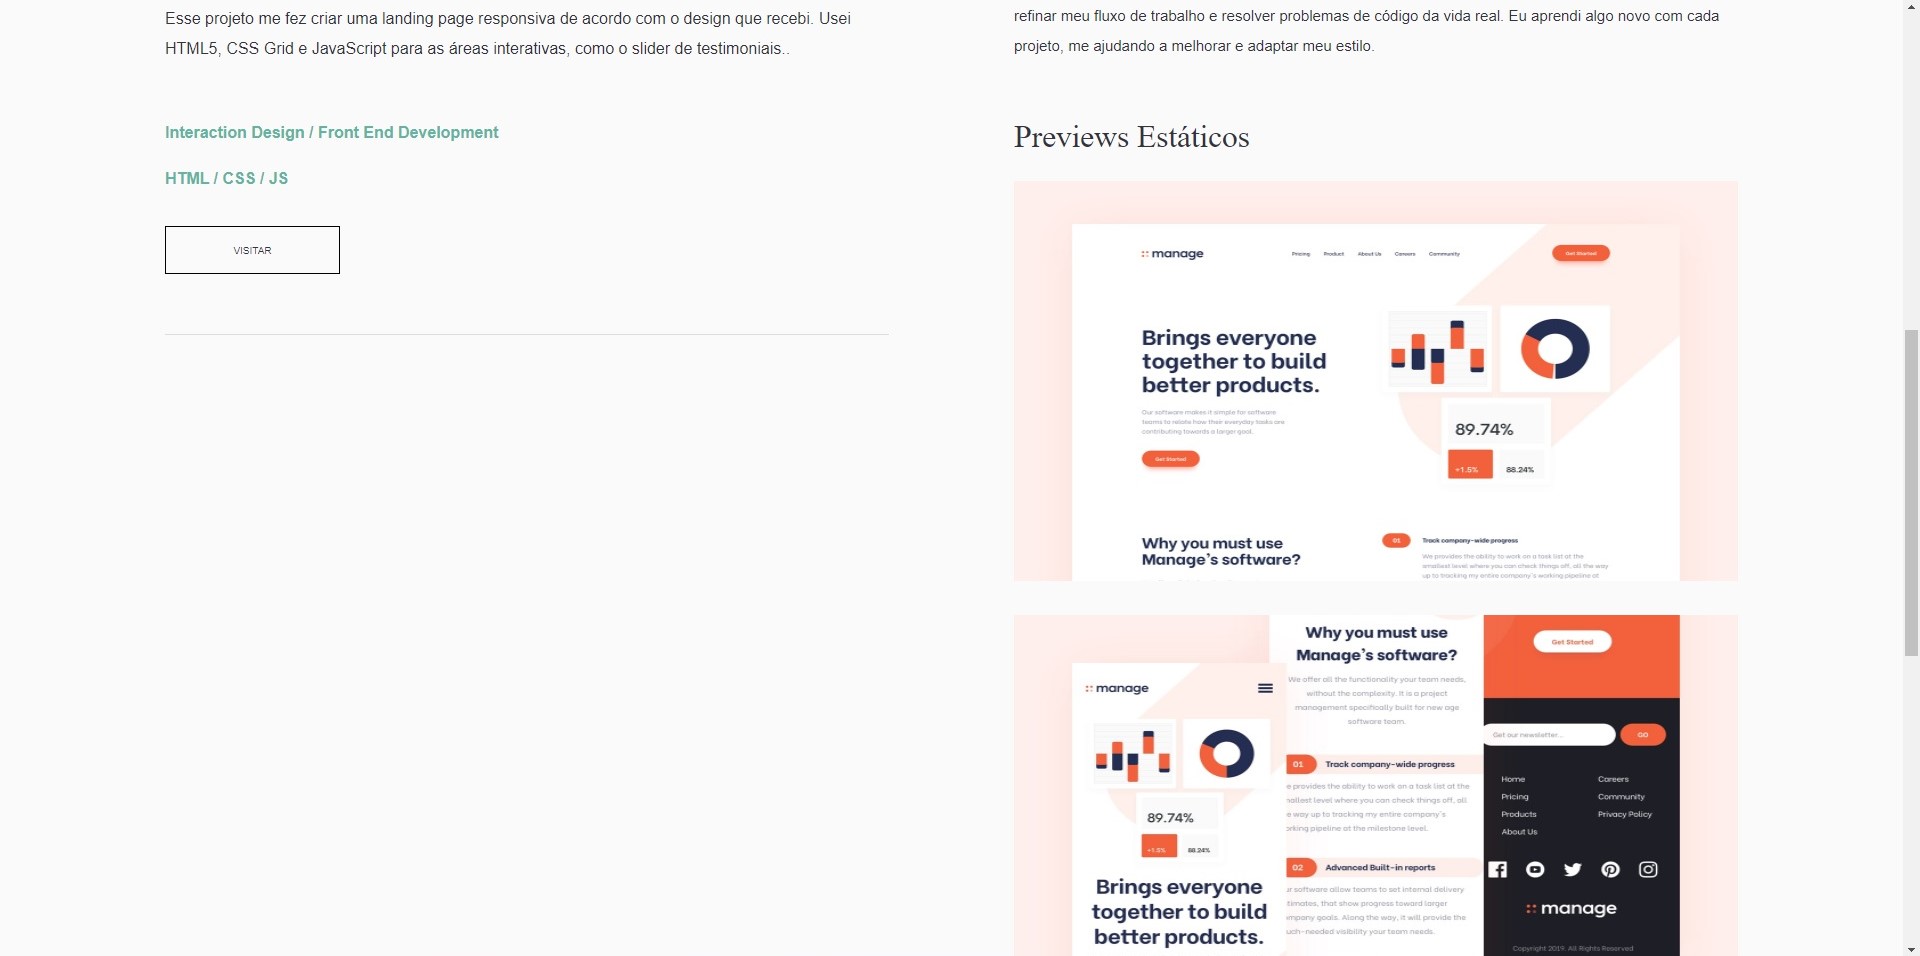 Esse projeto me fez criar uma landing page responsiva de acordo com o design que recebi. Usei
HTML5, CSS Grid e JavaScript para as áreas interativas, como o slider de testimoniais..
Interaction Design / Front End Development
HTML / CSS / JS
VISITAR
refinar meu fluxo de trabalho e resolver problemas de código da vida real. Eu aprendi algo novo com cada
projeto, me ajudando a melhorar e adaptar meu estilo.
Previews Estáticos
manage
Pricing Product About Us Careers Community
Get Started
Brings everyone
together to build
better products.
Our software makes it simple for software
teams to relate how their everyday tasks are
contributing towards a larger goal.
Get Started
89.74%
+1.5% 88.24%
Why you must use
Manage's software?
01 Track company-wide progress
We provides the ability to work on a task list at the
smallest level where you can check things off, all the way
up to tracking my entire company's working pipeline at
manage
89.74%
+1.5% 88.24%
Brings everyone
together to build
better products.
Why you must use
Manage's software?
We offer all the functionality your team needs,
without the complexity. It is a project
management specifically built for new age
software team.
01 Track company-wide progress
provides the ability to work on a task list at the
level where you can check things off, all
way up to tracking my entire company's
pipeline at the milestone level.
02 Advanced Built-in reports
software allow teams to set internal delivery
that show progress toward larger
goals. Along the way, it will provide the
visibility your team needs.
Get Started
Get our newsletter... GO
Home Careers
Pricing Community
Products Privacy Policy
About Us
manage
Copyright 2019. All Rights Reserved